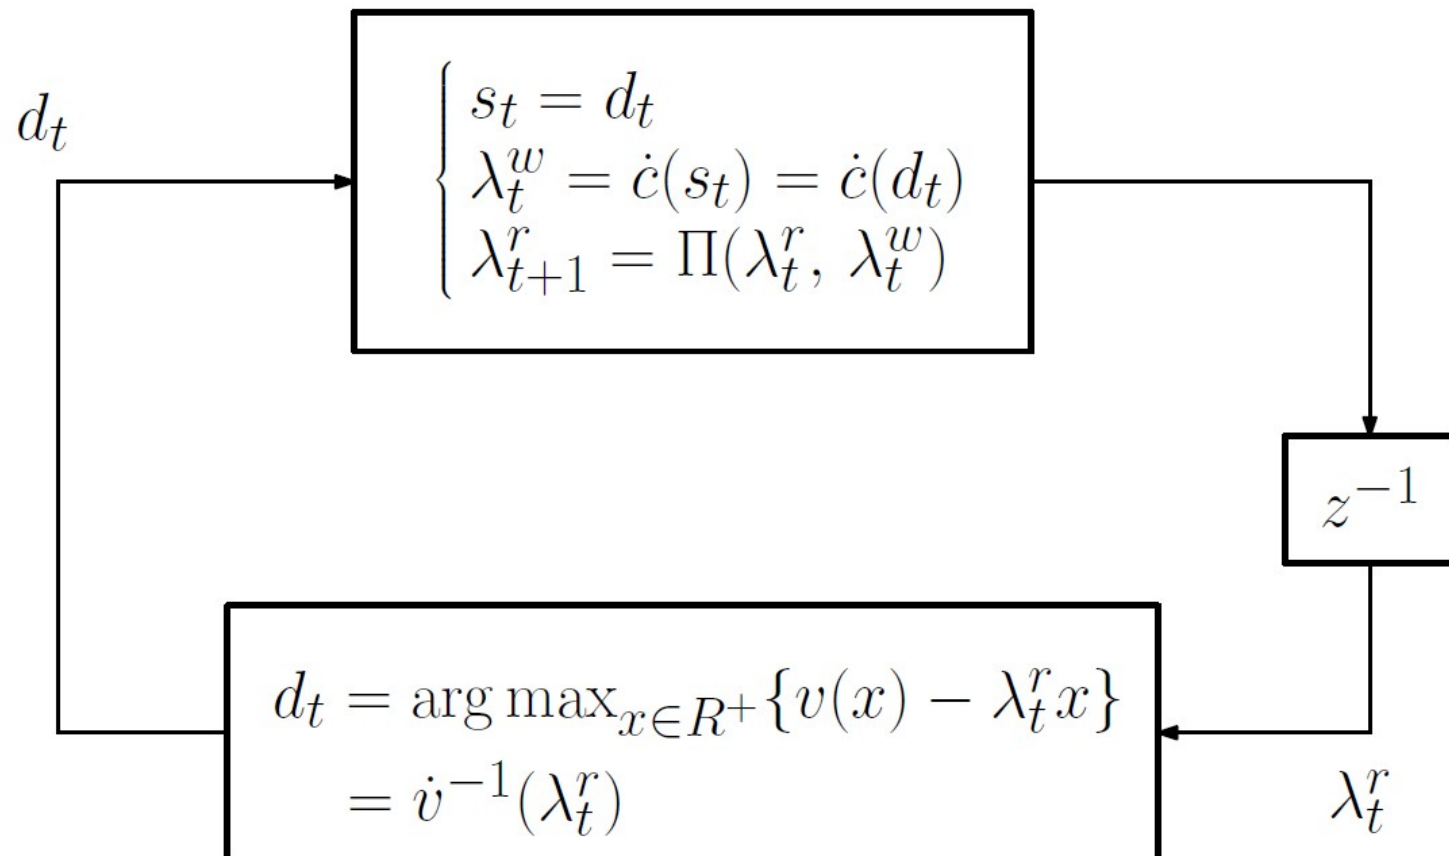 d_t
s_t = d_t
λ_t^w = ċ(s_t) = ċ(d_t)
λ_{t+1}^r = Π(λ_t^r, λ_t^w)
z^{-1}
d_t = arg max_{x∈R^+}{v(x) − λ_t^r x}
= v̇^{-1}(λ_t^r)
λ_t^r